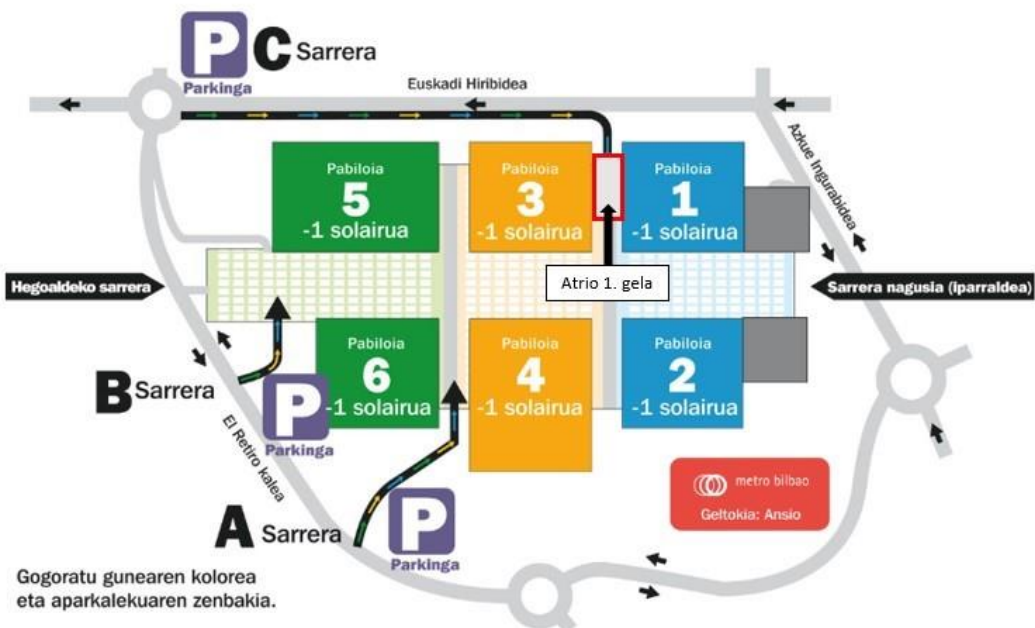 P
Parkinga
C Sarrera
Euskadi Hiribidea
Azkue Ingurabidea
Pabiloia
5
-1 solairua
Pabiloia
3
-1 solairua
Pabiloia
1
-1 solairua
Hegoaldeko sarrera
Atrio 1. gela
Sarrera nagusia (iparraldea)
Pabiloia
6
-1 solairua
Pabiloia
4
-1 solairua
Pabiloia
2
-1 solairua
B Sarrera
P
Parkinga
El Retiro kalea
A Sarrera
P
Parkinga
metro bilbao
Geltokia: Ansio
Gogoratu gunearen kolorea
eta aparkalekuaren zenbakia.